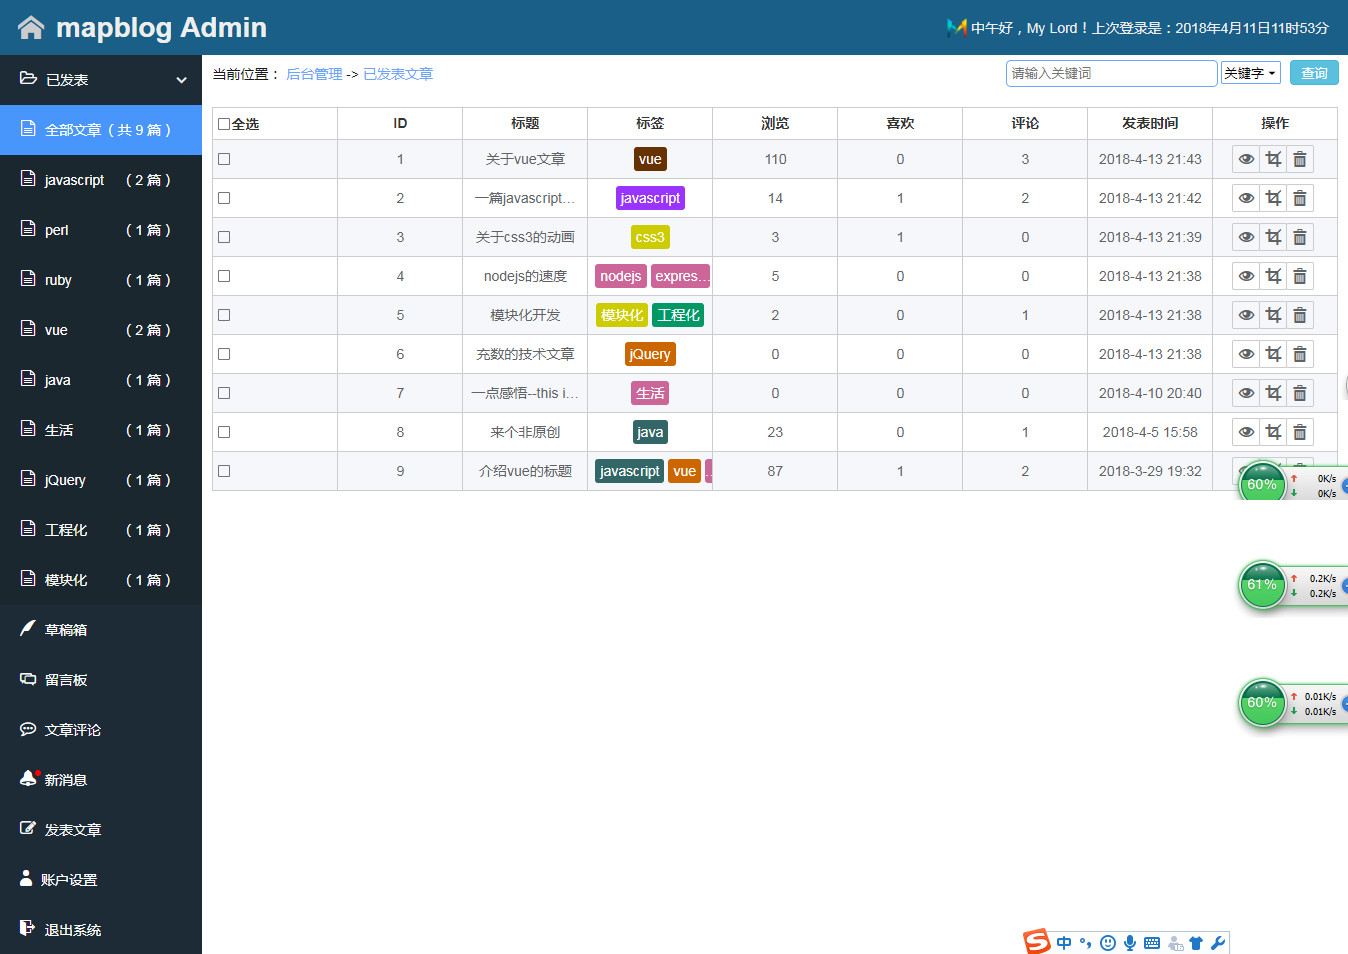 mapblog Admin
中午好，My Lord！上次登录是：2018年4月11日11时53分
已发表
全部文章（共 9 篇）
javascript （2 篇）
perl （1 篇）
ruby （1 篇）
vue （2 篇）
java （1 篇）
生活 （1 篇）
jQuery （1 篇）
工程化 （1 篇）
模块化 （1 篇）
草稿箱
留言板
文章评论
新消息
发表文章
账户设置
退出系统
当前位置： 后台管理 -> 已发表文章
请输入关键词 关键字 查询
全选 ID 标题 标签 浏览 喜欢 评论 发表时间 操作
1 关于vue文章 vue 110 0 3 2018-4-13 21:43
2 一篇javascript… javascript 14 1 2 2018-4-13 21:42
3 关于css3的动画 css3 3 1 0 2018-4-13 21:39
4 nodejs的速度 nodejs expres… 5 0 0 2018-4-13 21:38
5 模块化开发 模块化 工程化 2 0 1 2018-4-13 21:38
6 充数的技术文章 jQuery 0 0 0 2018-4-13 21:38
7 一点感悟--this i… 生活 0 0 0 2018-4-10 20:40
8 来个非原创 java 23 0 1 2018-4-5 15:58
9 介绍vue的标题 javascript vue … 87 1 2 2018-3-29 19:32
60% 0K/s
0K/s
61% 0.2K/s
0.2K/s
60% 0.01K/s
0.01K/s
S 中 °,